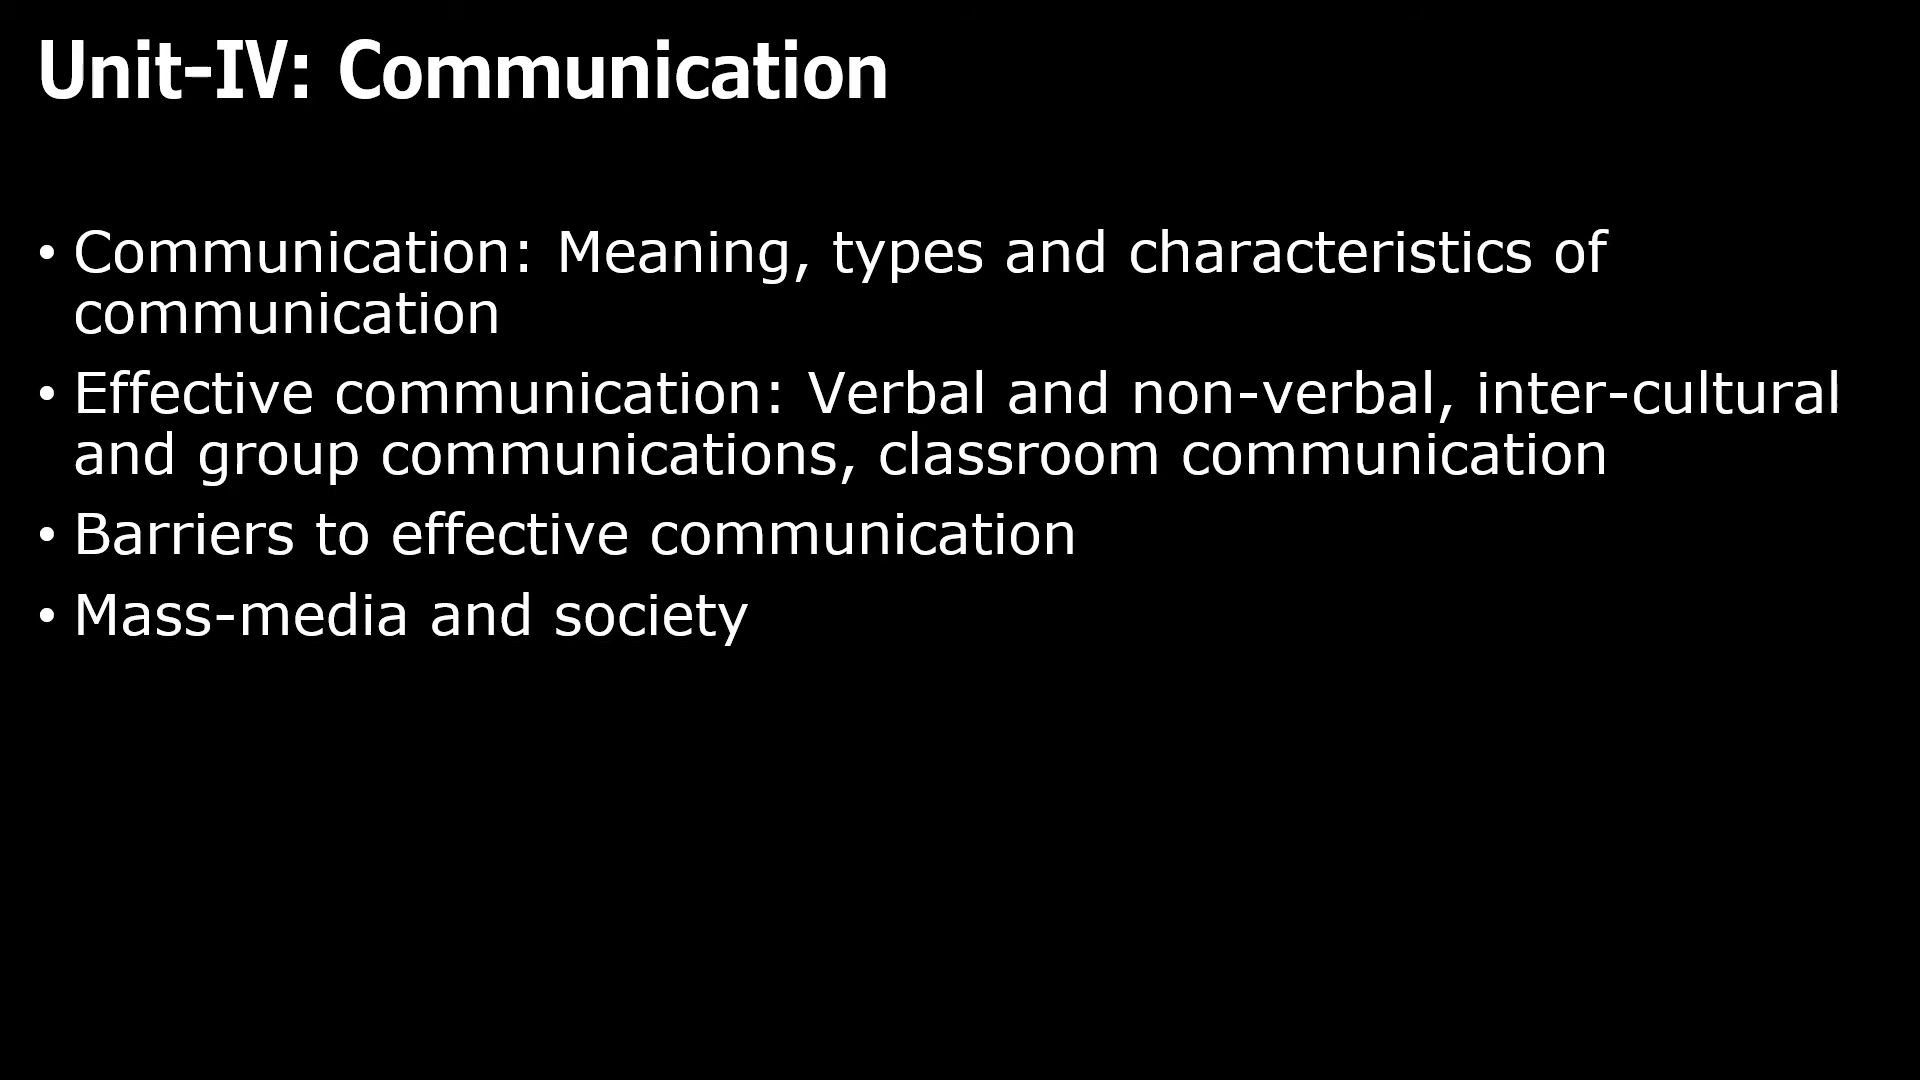 Unit-IV: Communication
• Communication: Meaning, types and characteristics of
communication
• Effective communication: Verbal and non-verbal, inter-cultural
and group communications, classroom communication
• Barriers to effective communication
• Mass-media and society